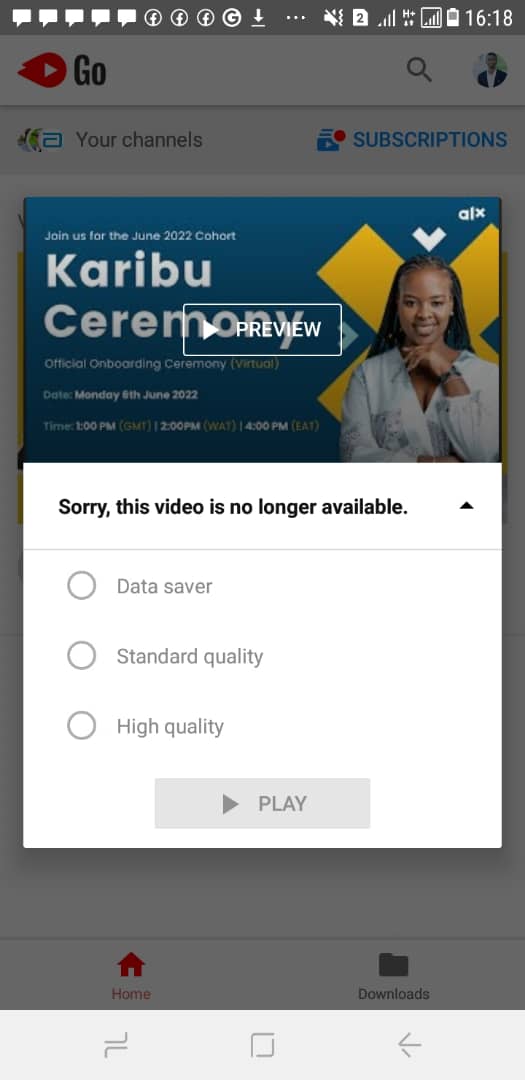 2
H+
16:18
Go
Your channels
SUBSCRIPTIONS
alx
Join us for the June 2022 Cohort
Karibu
Ceremony
PREVIEW
Official Onboarding Ceremony (Virtual)
Date: Monday 6th June 2022
Time: 1:00 PM (GMT) | 2:00PM (WAT) | 4:00 PM (EAT)
Sorry, this video is no longer available.
Data saver
Standard quality
High quality
PLAY
Home
Downloads